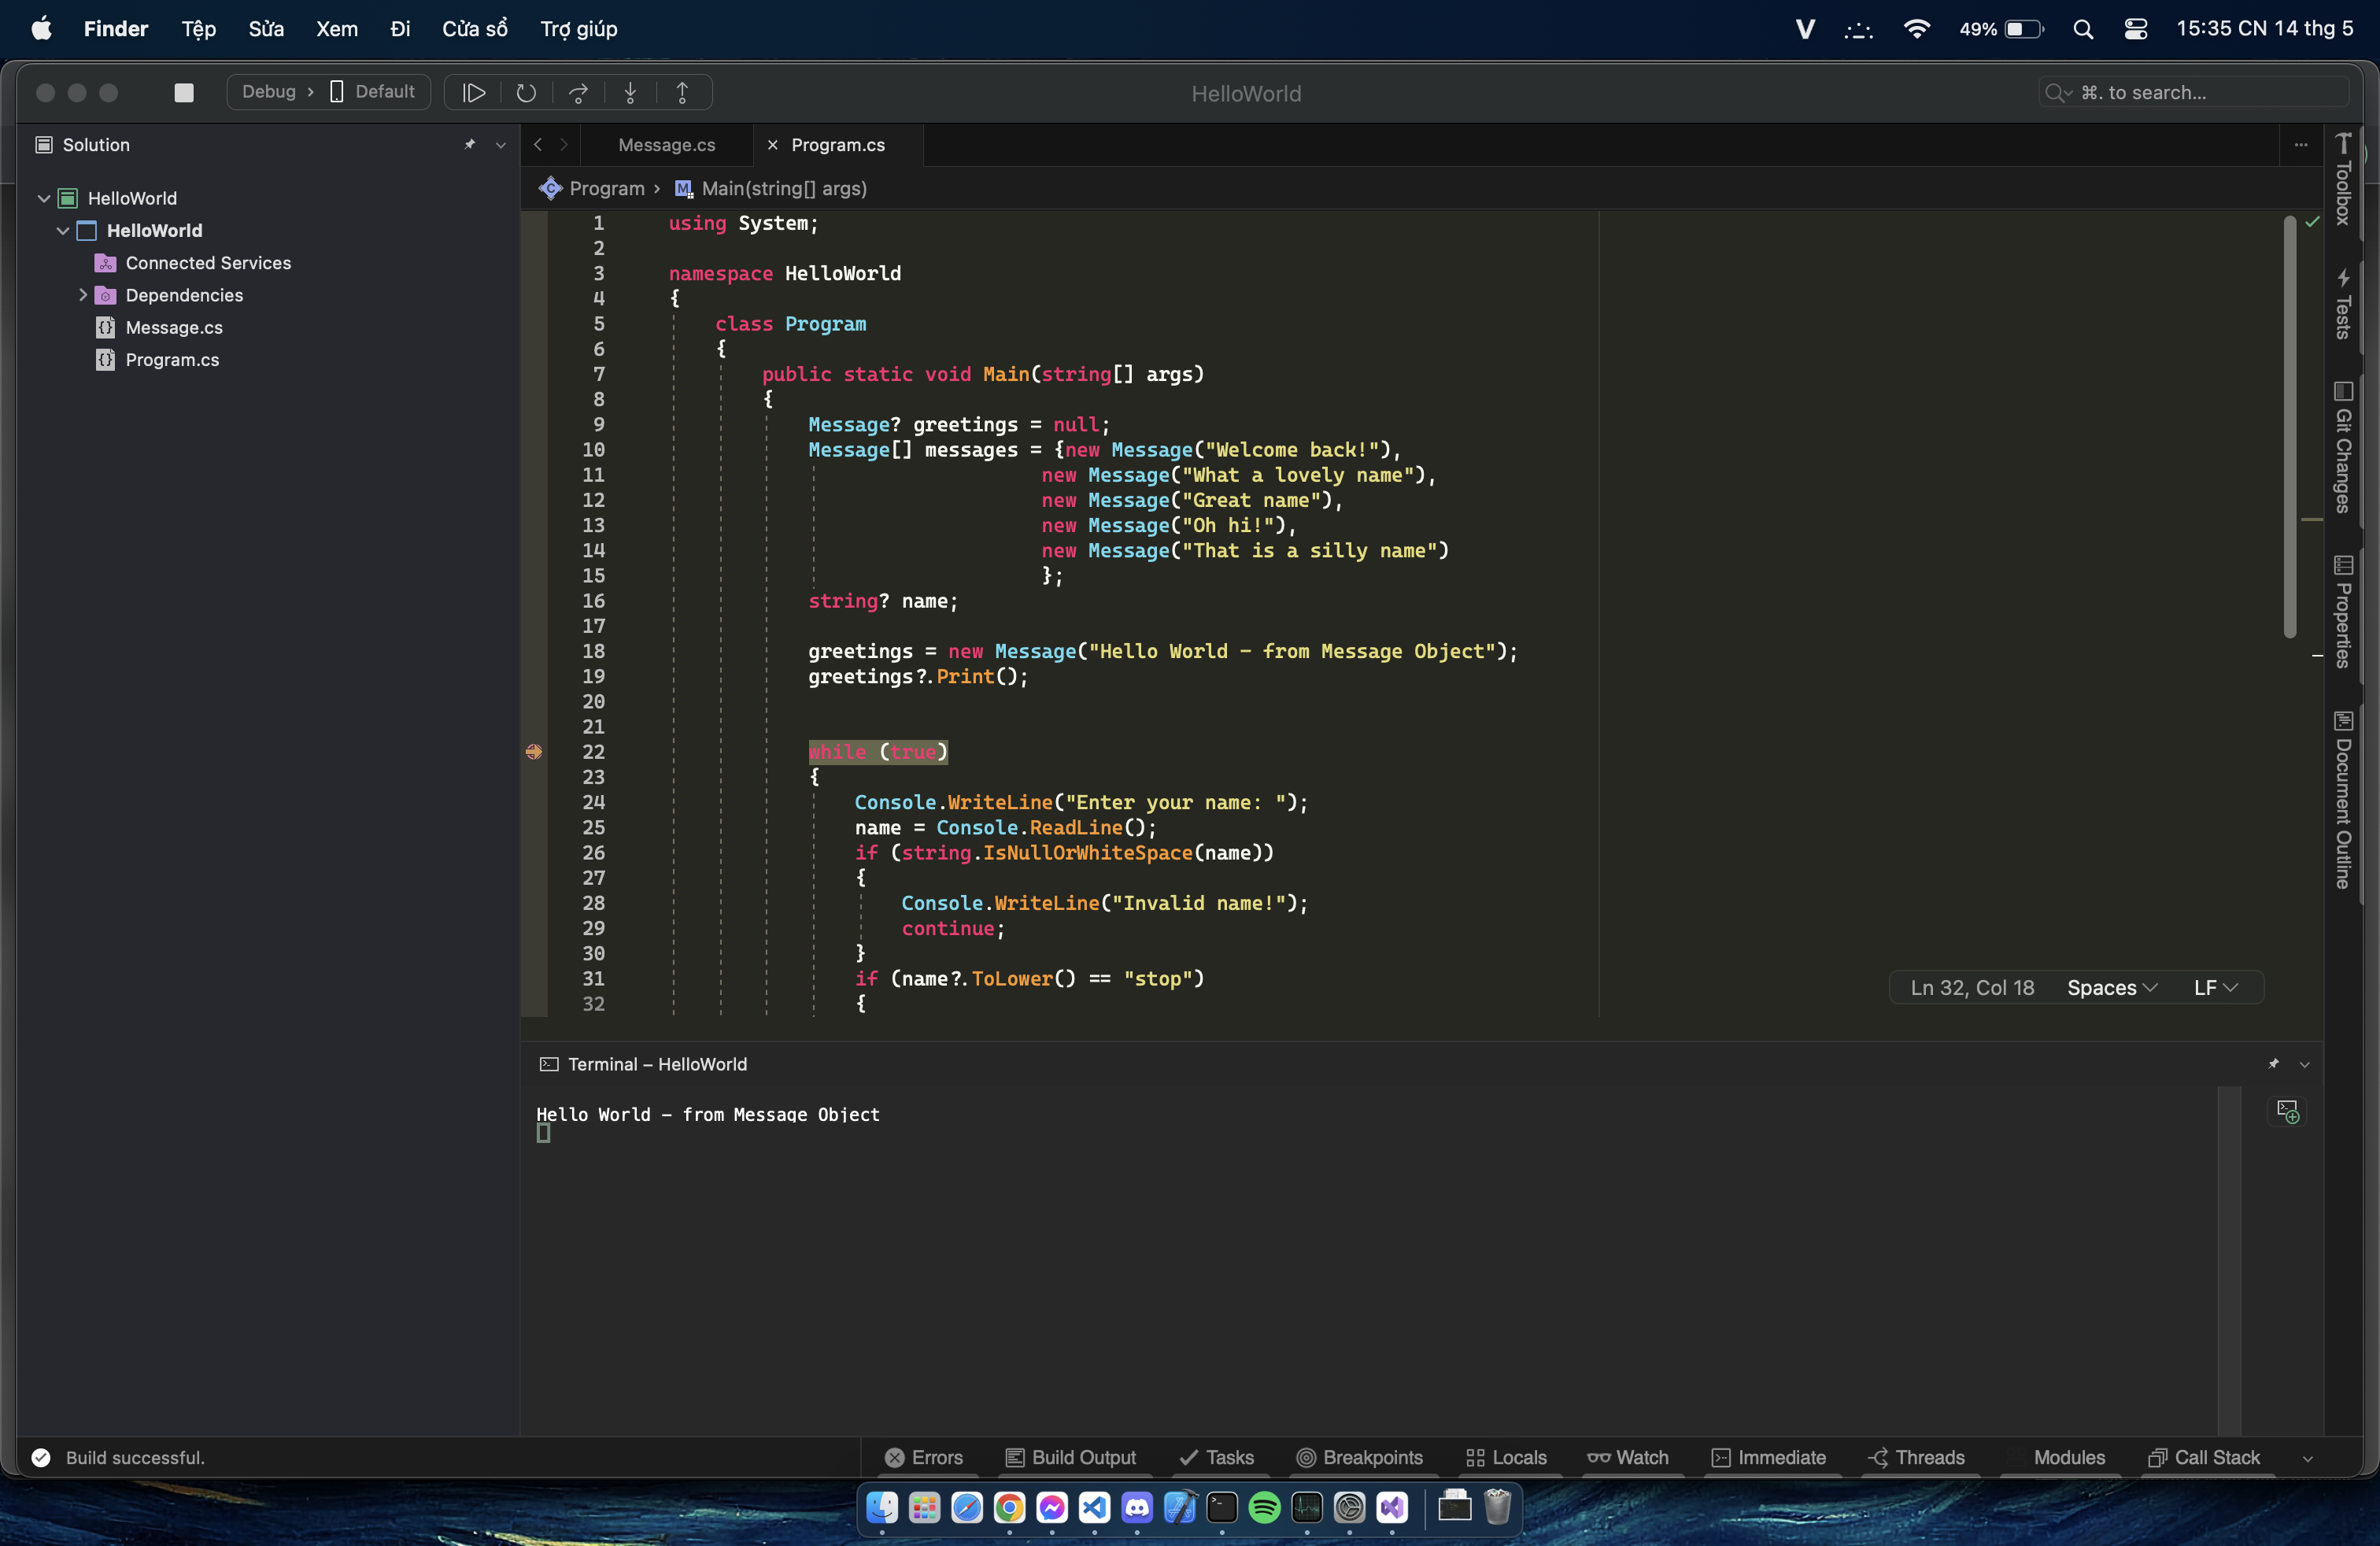 Finder Tệp Sửa Xem Đi Cửa sổ Trợ giúp
49% 15:35 CN 14 thg 5
Debug › Default
HelloWorld
⌘. to search...
Solution
HelloWorld
HelloWorld
Connected Services
Dependencies
Message.cs
Program.cs
Message.cs
Program.cs
Program › Main(string[] args)
1 using System;
2
3 namespace HelloWorld
4 {
5 class Program
6 {
7 public static void Main(string[] args)
8 {
9 Message? greetings = null;
10 Message[] messages = {new Message("Welcome back!"),
11 new Message("What a lovely name"),
12 new Message("Great name"),
13 new Message("Oh hi!"),
14 new Message("That is a silly name")
15 };
16 string? name;
17
18 greetings = new Message("Hello World - from Message Object");
19 greetings?.Print();
20
21
22 while (true)
23 {
24 Console.WriteLine("Enter your name: ");
25 name = Console.ReadLine();
26 if (string.IsNullOrWhiteSpace(name))
27 {
28 Console.WriteLine("Invalid name!");
29 continue;
30 }
31 if (name?.ToLower() == "stop")
32 {
Ln 32, Col 18 Spaces LF
Toolbox
Tests
Git Changes
Properties
Document Outline
Terminal – HelloWorld
Hello World - from Message Object
Build successful.
Errors Build Output Tasks Breakpoints Locals Watch Immediate Threads Modules Call Stack